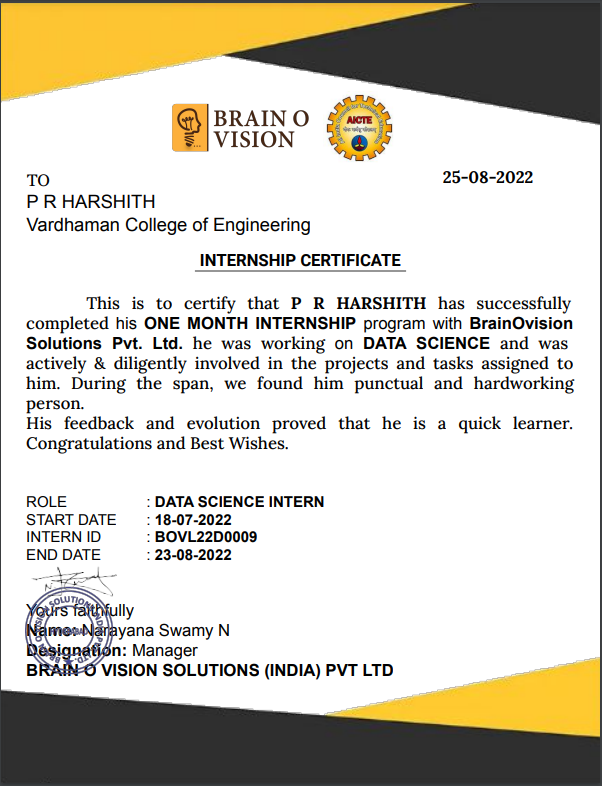 BRAIN O
VISION
AICTE
TO
25-08-2022
P R HARSHITH
Vardhaman College of Engineering
INTERNSHIP CERTIFICATE
This is to certify that P R HARSHITH has successfully
completed his ONE MONTH INTERNSHIP program with BrainOvision
Solutions Pvt. Ltd. he was working on DATA SCIENCE and was
actively & diligently involved in the projects and tasks assigned to
him. During the span, we found him punctual and hardworking
person.
His feedback and evolution proved that he is a quick learner.
Congratulations and Best Wishes.
ROLE : DATA SCIENCE INTERN
START DATE : 18-07-2022
INTERN ID : BOVL22D0009
END DATE : 23-08-2022
Yours faithfully
Name: Narayana Swamy N
Designation: Manager
BRAIN O VISION SOLUTIONS (INDIA) PVT LTD